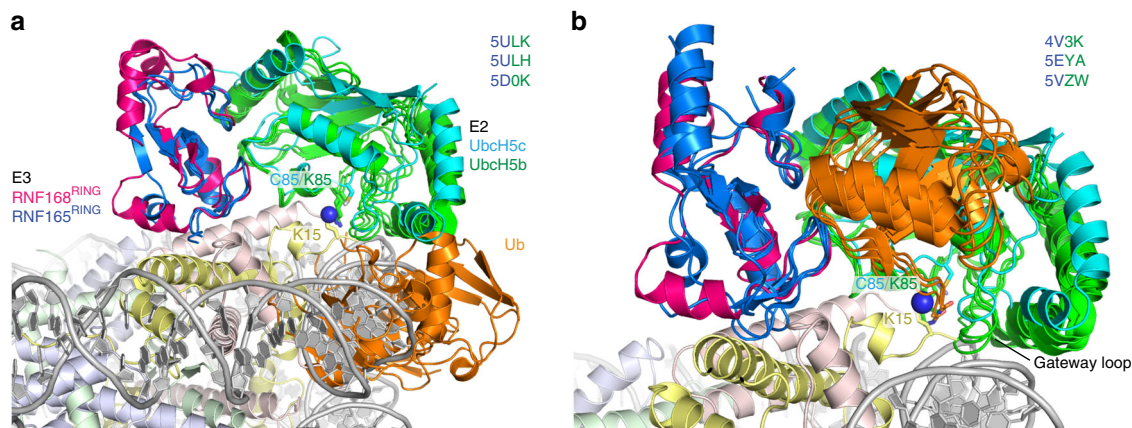 a
5ULK
5ULH
5D0K
E2
UbcH5c
UbcH5b
C85/K85
E3
RNF168RING
RNF165RING
K15
Ub
b
4V3K
5EYA
5VZW
C85/K85
K15
Gateway loop